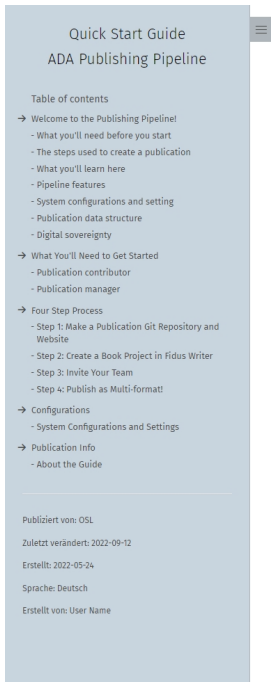 Quick Start Guide
ADA Publishing Pipeline
Table of contents
→ Welcome to the Publishing Pipeline!
- What you'll need before you start
- The steps used to create a publication
- What you'll learn here
- Pipeline features
- System configurations and setting
- Publication data structure
- Digital sovereignty
→ What You'll Need to Get Started
- Publication contributor
- Publication manager
→ Four Step Process
- Step 1: Make a Publication Git Repository and
Website
- Step 2: Create a Book Project in Fidus Writer
- Step 3: Invite Your Team
- Step 4: Publish as Multi-format!
→ Configurations
- System Configurations and Settings
→ Publication Info
- About the Guide
Publiziert von: OSL
Zuletzt verändert: 2022-09-12
Erstellt: 2022-05-24
Sprache: Deutsch
Erstellt von: User Name